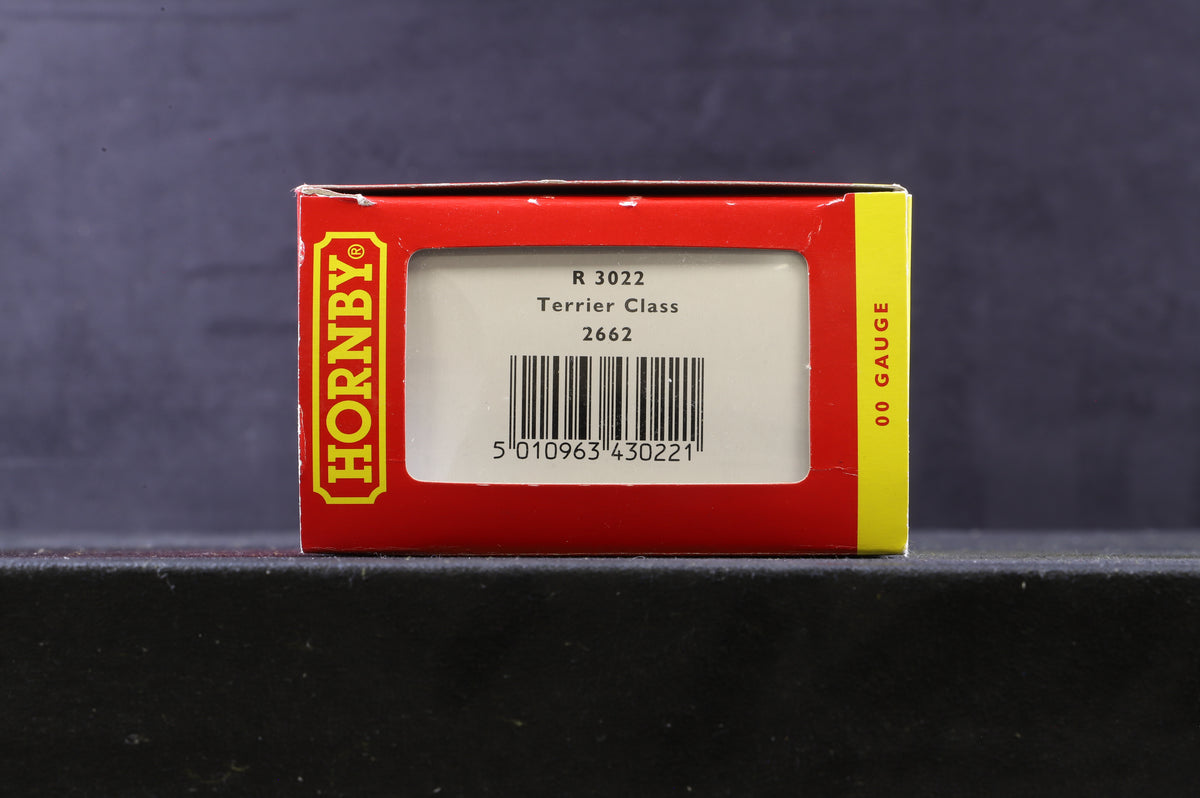 HORNBY®
R 3022
Terrier Class
2662
5 010963 430221
00 GAUGE